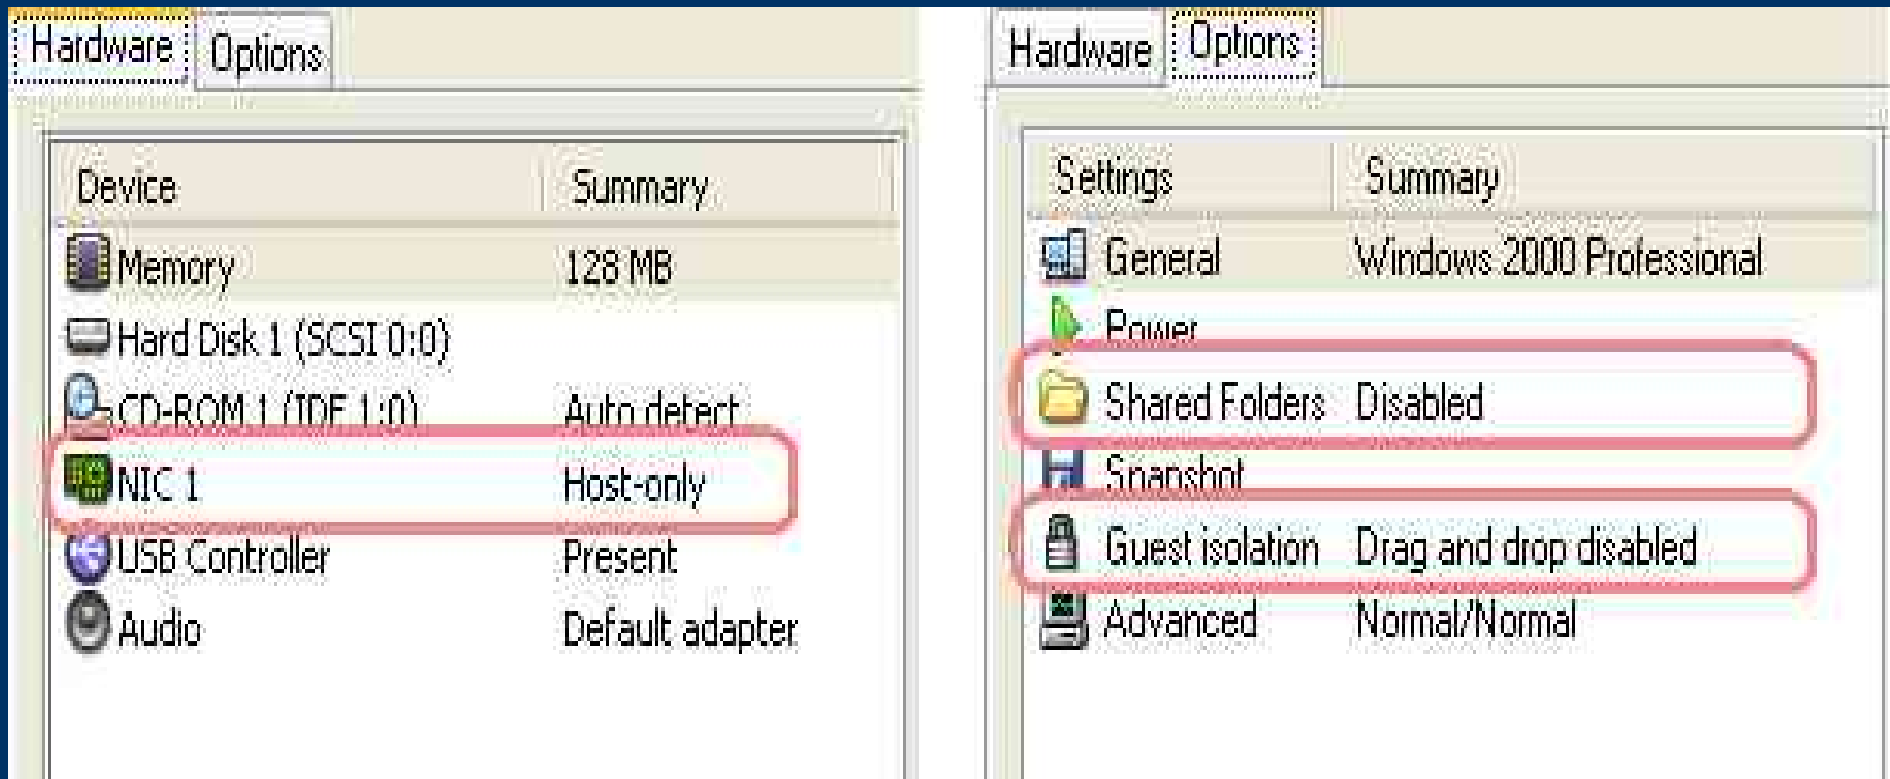 Hardware Options
Device Summary
Memory 128 MB
Hard Disk 1 (SCSI 0:0)
CD-ROM 1 (IDE 1:0) Auto detect
NIC 1 Host-only
USB Controller Present
Audio Default adapter
Hardware Options
Settings Summary
General Windows 2000 Professional
Power
Shared Folders Disabled
Snapshot
Guest isolation Drag and drop disabled
Advanced Normal/Normal